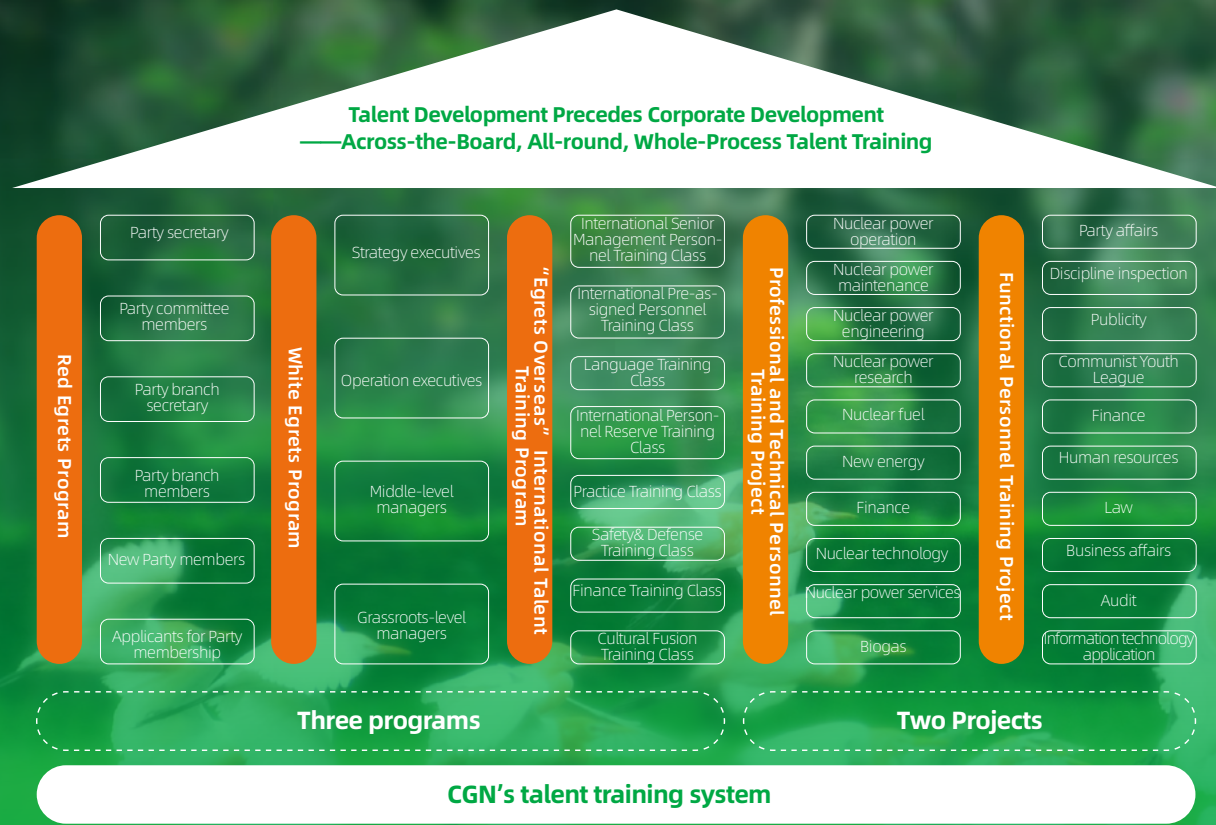 Talent Development Precedes Corporate Development
——Across-the-Board, All-round, Whole-Process Talent Training
Red Egrets Program
Party secretary
Party committee
members
Party branch
secretary
Party branch
members
New Party members
Applicants for Party
membership
White Egrets Program
Strategy executives
Operation executives
Middle-level
managers
Grassroots-level
managers
“Egrets Overseas” International Talent
Training Program
International Senior
Management Person-
nel Training Class
International Pre-as-
signed Personnel
Training Class
Language Training
Class
International Person-
nel Reserve Training
Class
Practice Training Class
Safety& Defense
Training Class
Finance Training Class
Cultural Fusion
Training Class
Professional and Technical Personnel
Training Project
Nuclear power
operation
Nuclear power
maintenance
Nuclear power
engineering
Nuclear power
research
Nuclear fuel
New energy
Finance
Nuclear technology
Nuclear power services
Biogas
Functional Personnel Training Project
Party affairs
Discipline inspection
Publicity
Communist Youth
League
Finance
Human resources
Law
Business affairs
Audit
Information technology
application
Three programs
Two Projects
CGN’s talent training system